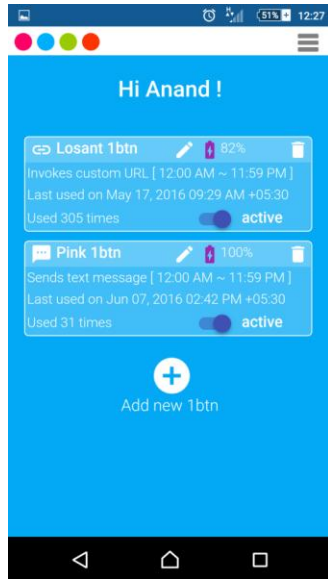 51% 12:27
Hi Anand !
Losant 1btn 82%
Invokes custom URL [ 12:00 AM ~ 11:59 PM ]
Last used on May 17, 2016 09:29 AM +05:30
Used 305 times active
Pink 1btn 100%
Sends text message [ 12:00 AM ~ 11:59 PM ]
Last used on Jun 07, 2016 02:42 PM +05:30
Used 31 times active
Add new 1btn